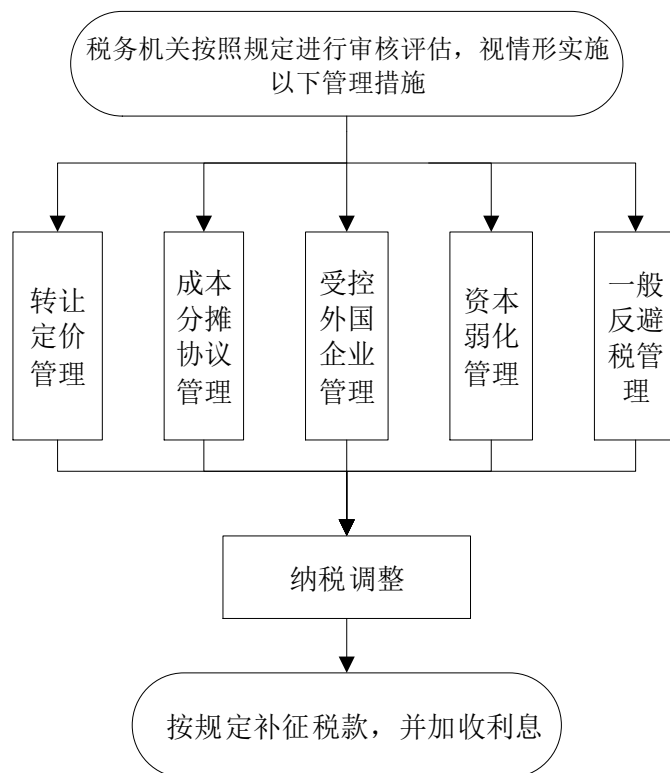 税务机关按照规定进行审核评估，视情形实施
以下管理措施
转让
定价
管理
成本
分摊
协议
管理
受控
外国
企业
管理
资本
弱化
管理
一般
反避
税管
理
纳税调整
按规定补征税款，并加收利息